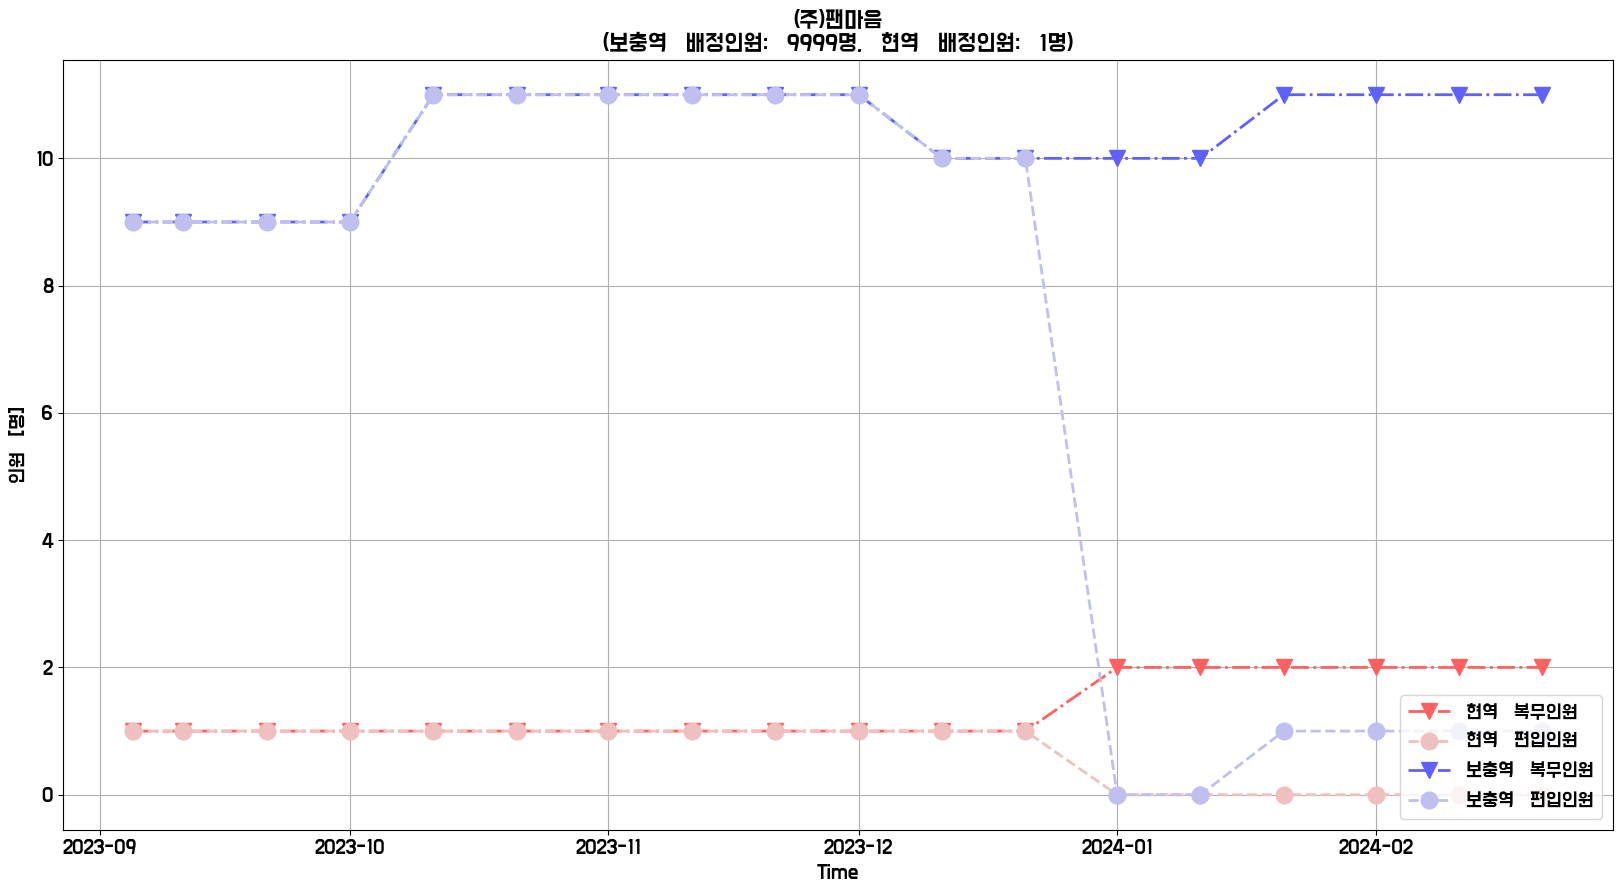 (주)팬마음
(보충역 배정인원: 9999명, 현역 배정인원: 1명)
인원 [명]
10
8
6
4
2
0
2023-09
2023-10
2023-11
2023-12
2024-01
2024-02
Time
현역 복무인원
현역 편입인원
보충역 복무인원
보충역 편입인원